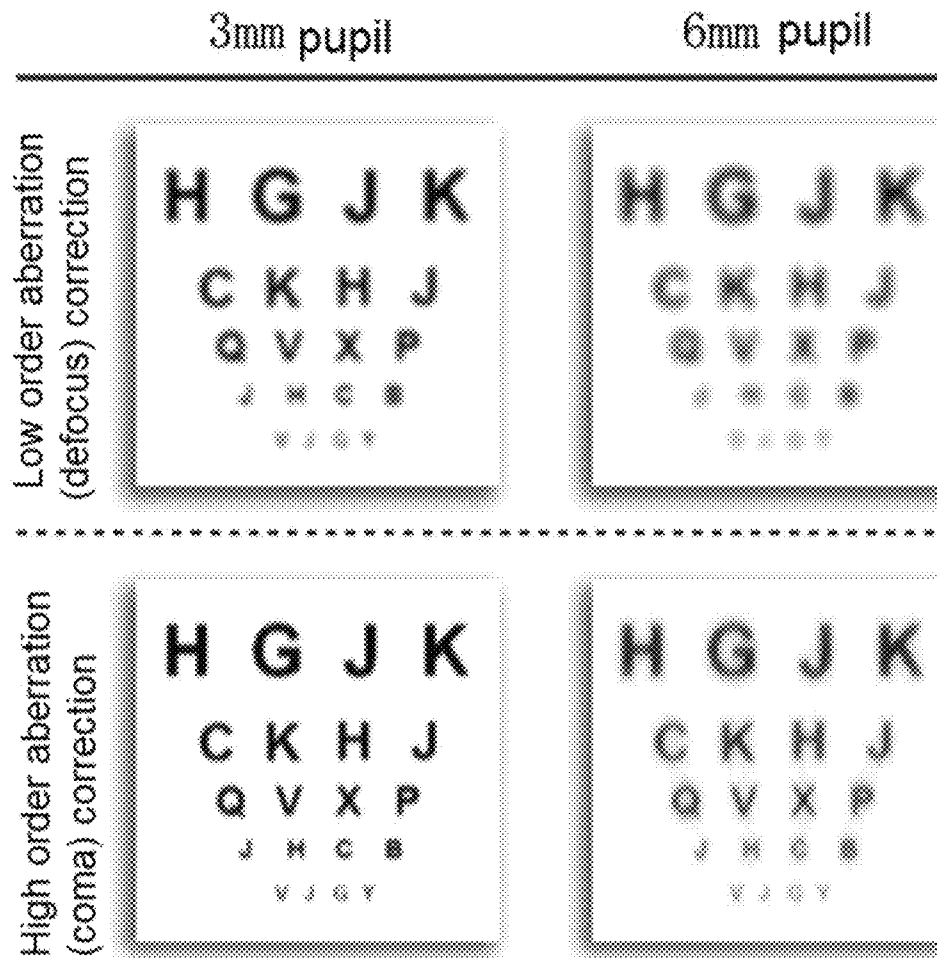 3mm pupil
6mm pupil
Low order aberration
(defocus) correction
H G J K
C K H J
Q V X P
J H C B
V J G Y
H G J K
C K H J
Q V X P
J H C B
J G Y
High order aberration
(coma) correction
H G J K
C K H J
Q V X P
J H C B
V J G Y
H G J K
C K H J
Q V X P
J H C B
V J G Y